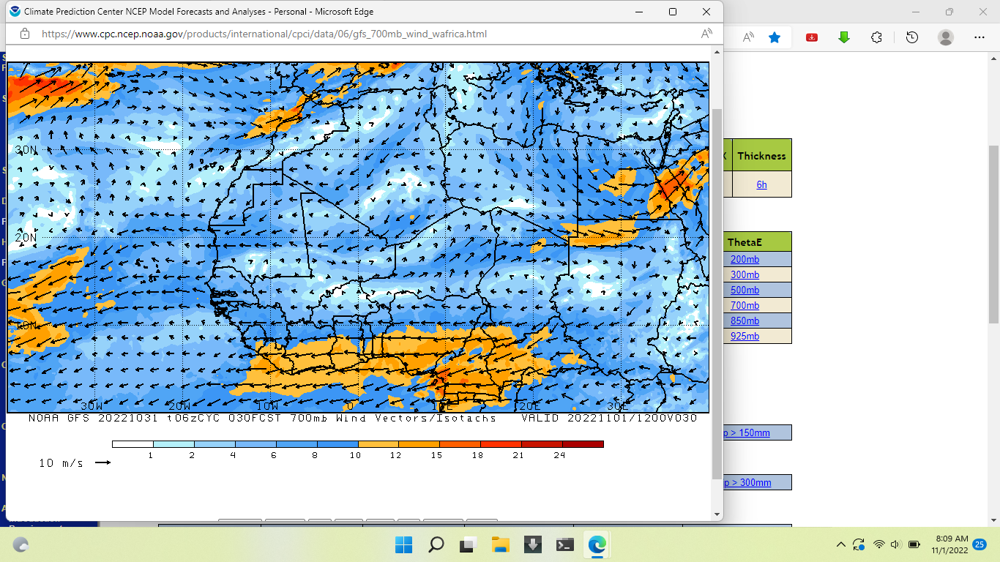 Climate Prediction Center NCEP Model Forecasts and Analyses - Personal - Microsoft Edge
https://www.cpc.ncep.noaa.gov/products/international/cpci/data/06/gfs_700mb_wind_wafrica.html
30N
20N
10N
30W 20W 10W 0 10E 20E 30E
NOAA GFS 20221031 t06zCYC 030FCST 700mb Wind Vectors/Isotachs VALID 20221101/1200V030
1 2 4 6 8 10 12 15 18 21 24
10 m/s
X Thickness
6h
ThetaE
200mb
300mb
500mb
700mb
850mb
925mb
p > 150mm
p > 300mm
8:09 AM
11/1/2022
25